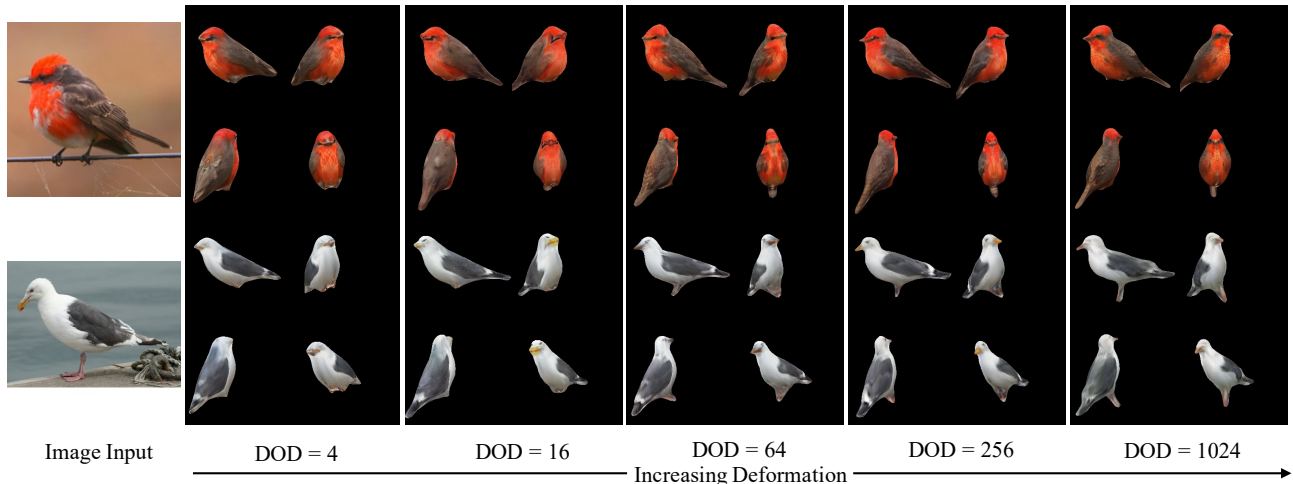 Image Input
DOD = 4
DOD = 16
DOD = 64
DOD = 256
DOD = 1024
Increasing Deformation